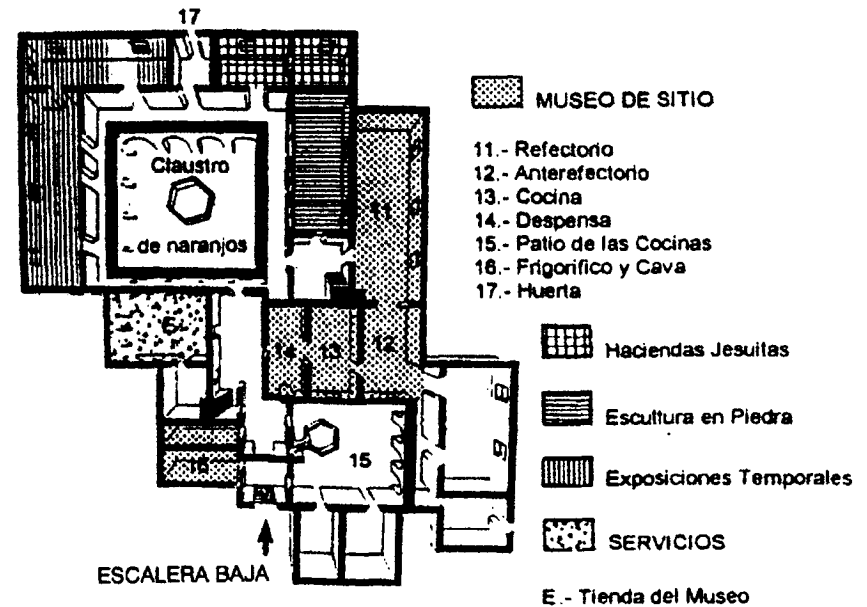 17
Claustro
de naranjos
11
14
13
12
15
16
ESCALERA BAJA
MUSEO DE SITIO
11.- Refectorio
12.- Anterefectorio
13.- Cocina
14.- Despensa
15.- Patio de las Cocinas
16.- Frigorifico y Cava
17.- Huerta
Haciendas Jesuitas
Escultura en Piedra
Exposiciones Temporales
SERVICIOS
E.- Tienda del Museo